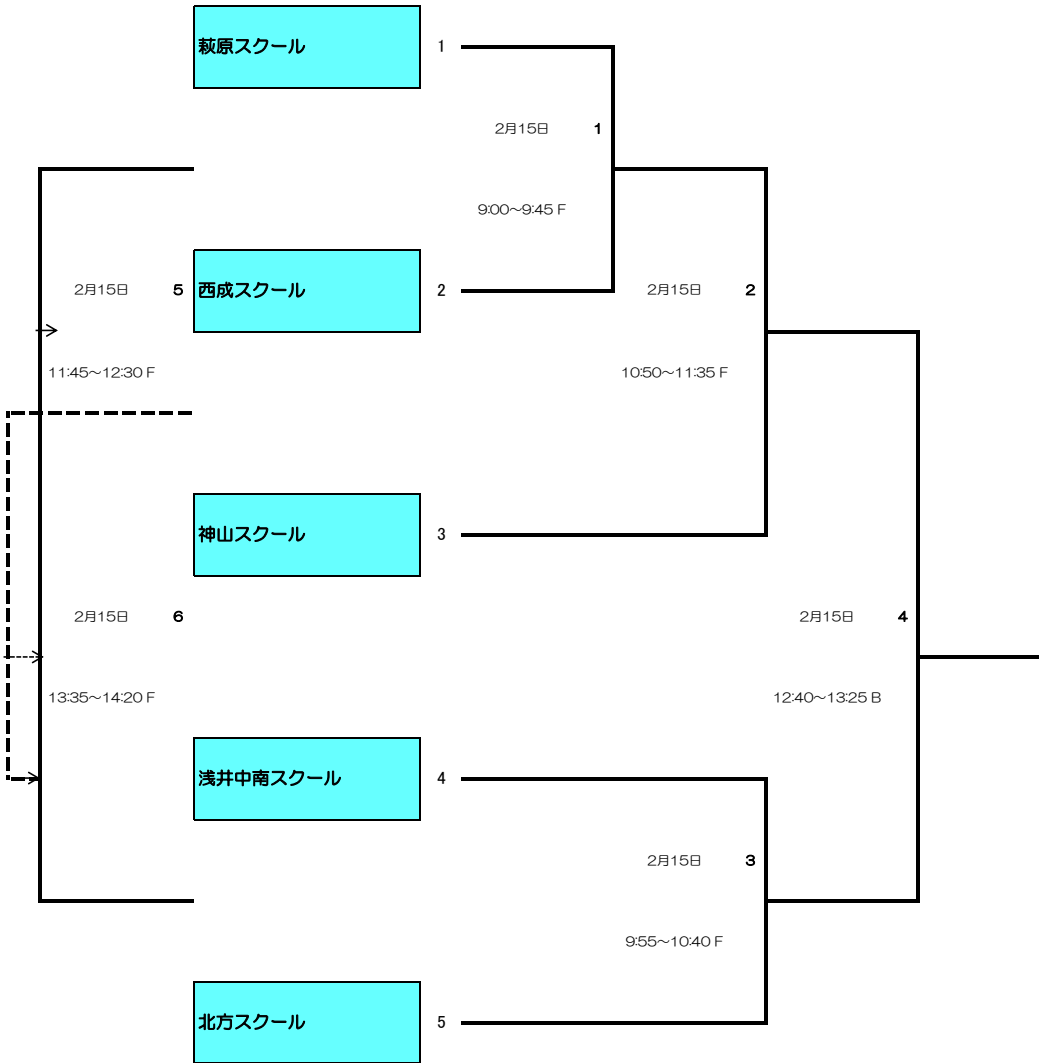 萩原スクール 1
2月15日 1
9:00～9:45 F
2月15日 5 西成スクール 2 2月15日 2
11:45～12:30 F 10:50～11:35 F
神山スクール 3
2月15日 6 2月15日 4
13:35～14:20 F 12:40～13:25 B
浅井中南スクール 4
2月15日 3
9:55～10:40 F
北方スクール 5